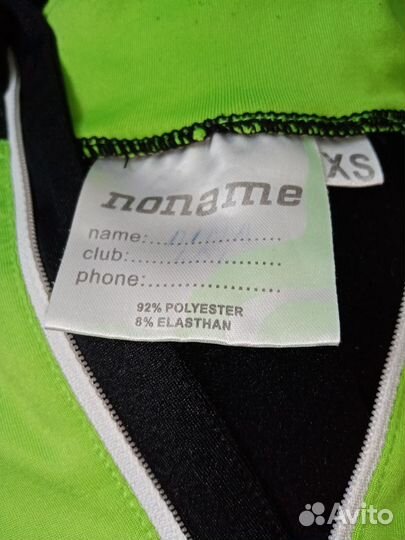 noname
XS
name:
club:
phone:
92% POLYESTER
8% ELASTHAN
Avito